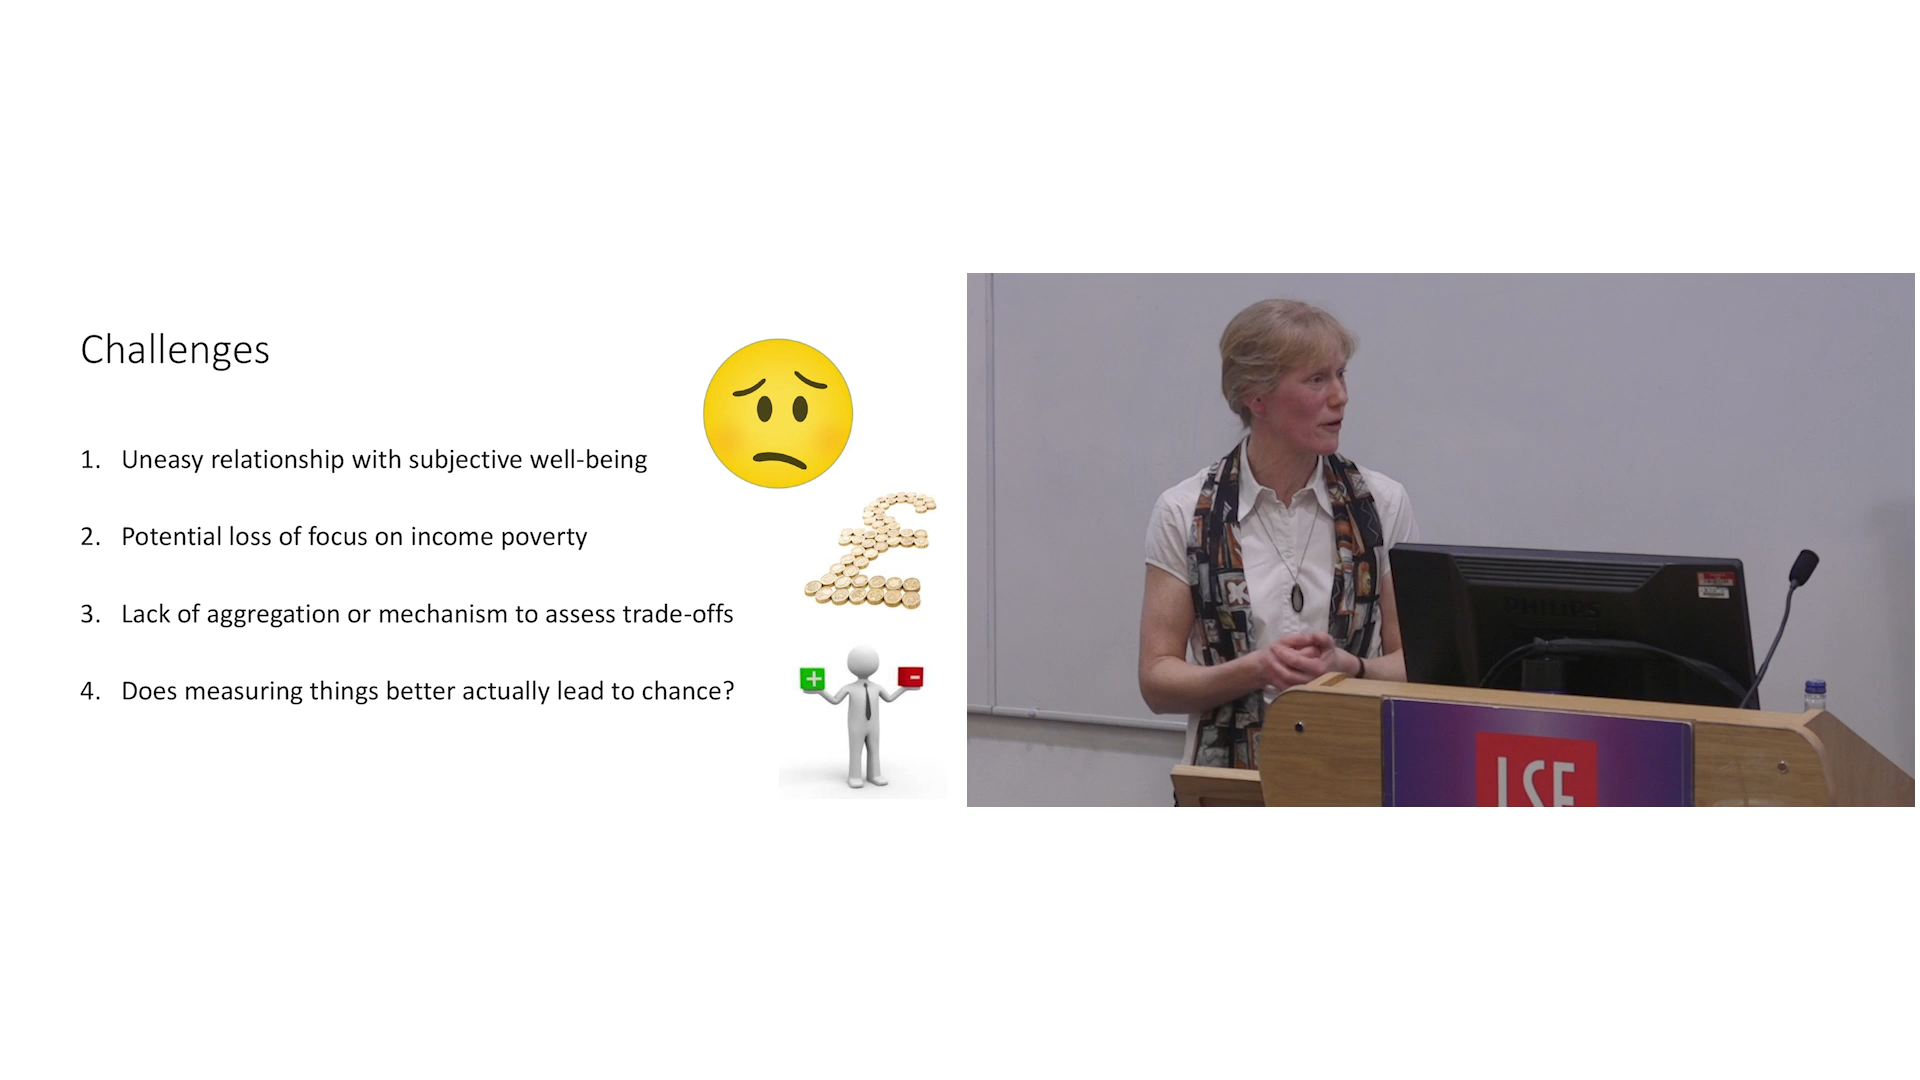 Challenges
1. Uneasy relationship with subjective well-being
2. Potential loss of focus on income poverty
3. Lack of aggregation or mechanism to assess trade-offs
4. Does measuring things better actually lead to chance?
+
-
PHILIPS
LSE